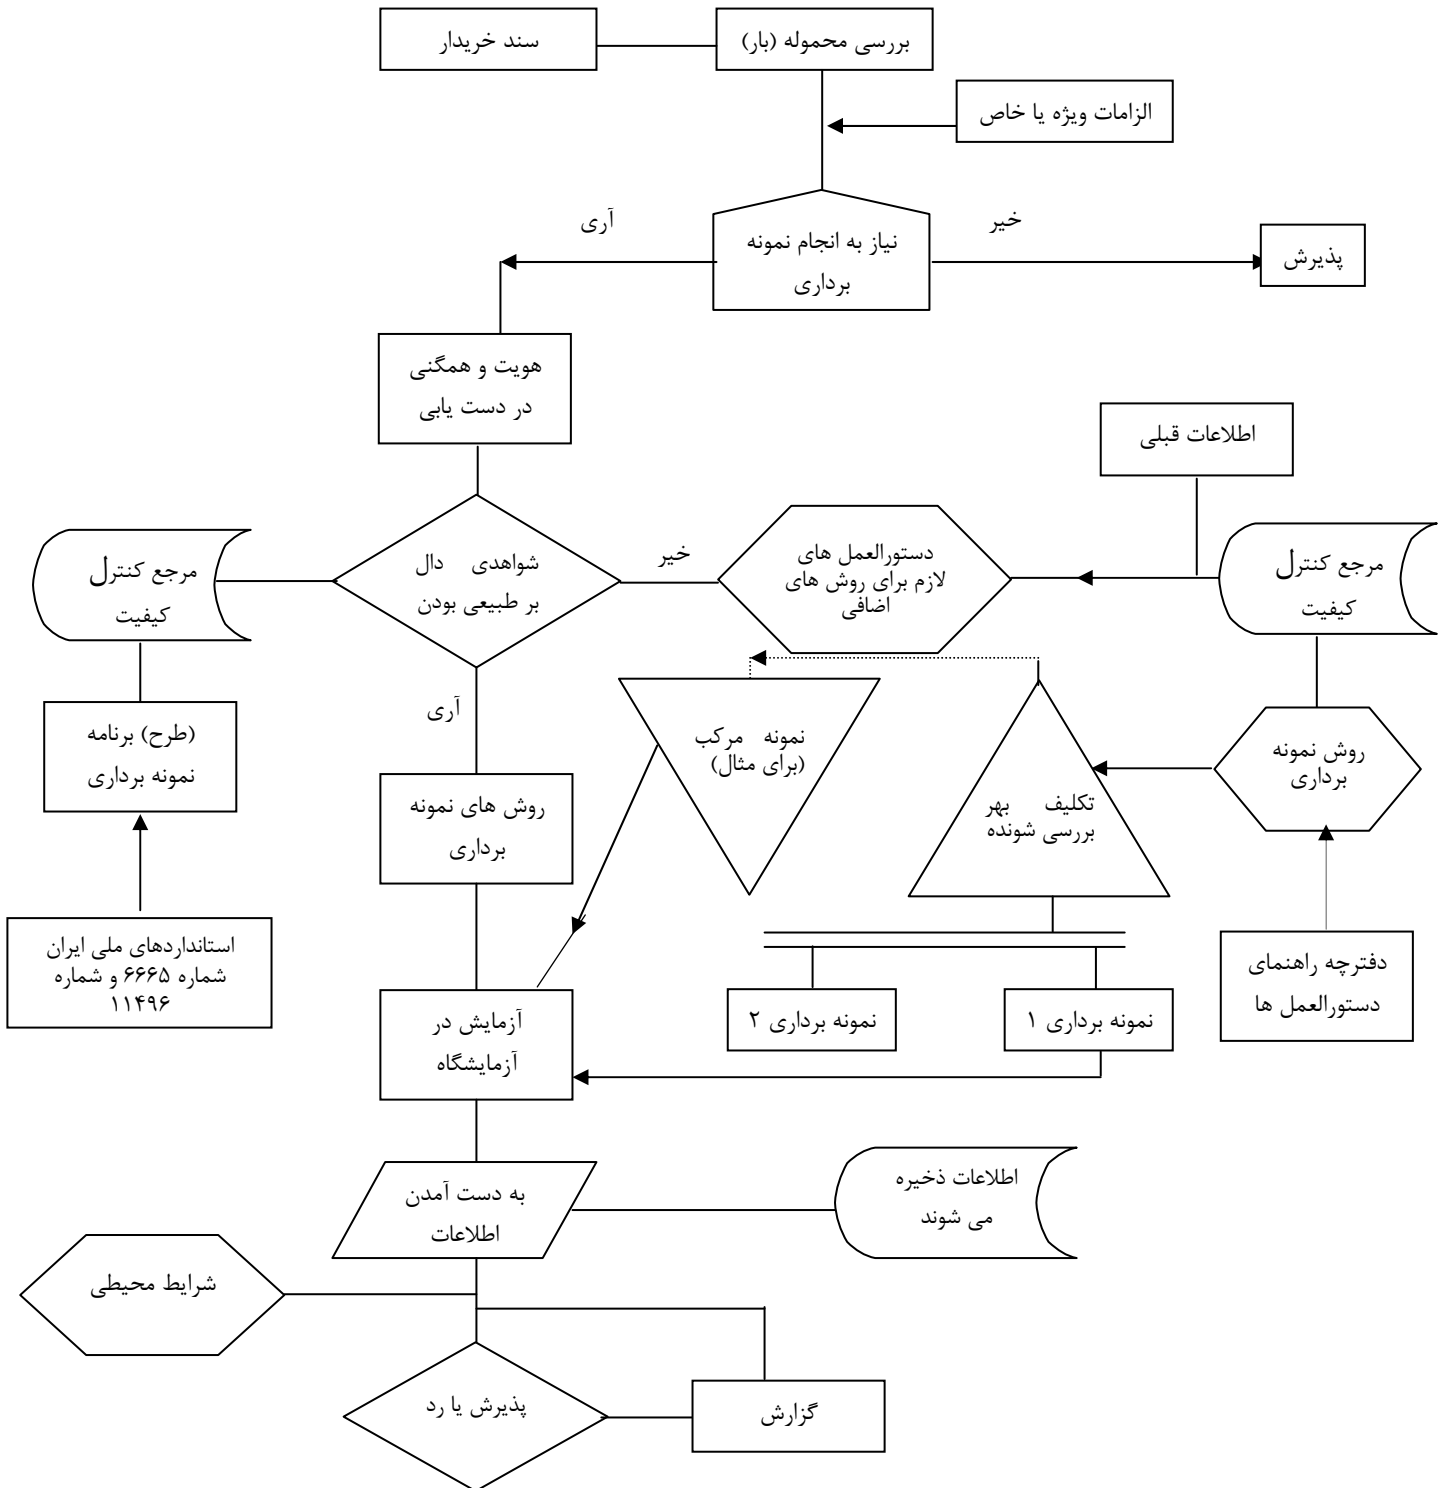 بررسی محموله (بار)
سند خریدار
الزامات ویژه یا خاص
خیر
آری
نیاز به انجام نمونه
برداری
پذیرش
هویت و همگنی
در دست یابی
اطلاعات قبلی
مرجع کنترل
کیفیت
دستورالعمل های
لازم برای روش های
اضافی
خیر
شواهدی دال
بر طبیعی بودن
مرجع کنترل
کیفیت
آری
(طرح) برنامه
نمونه برداری
روش نمونه
برداری
تکلیف بهر
بررسی شونده
نمونه مرکب
(برای مثال)
روش های نمونه
برداری
استانداردهای ملی ایران
شماره ۶۶۶۵ و شماره
۱۱۴۹۶
دفترچه راهنمای
دستورالعمل ها
نمونه برداری ۱
نمونه برداری ۲
آزمایش در
آزمایشگاه
اطلاعات ذخیره
می شوند
به دست آمدن
اطلاعات
شرایط محیطی
پذیرش یا رد
گزارش